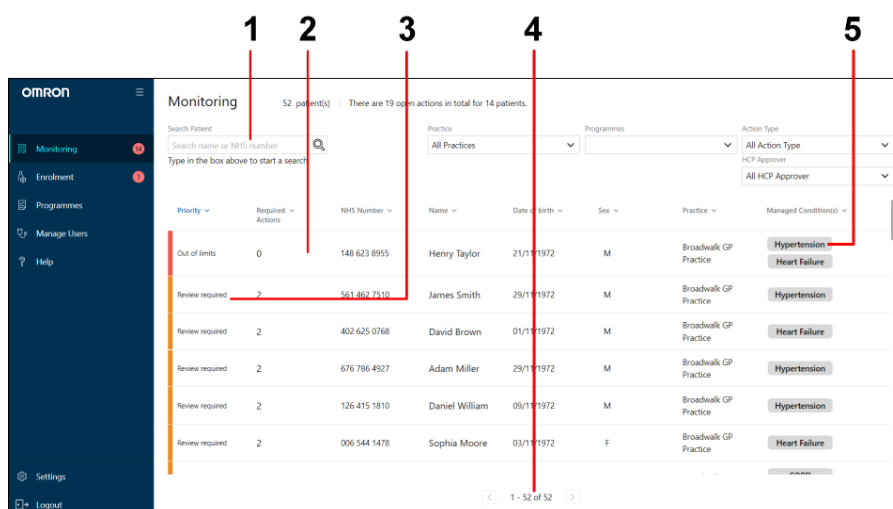 1 2 3 4 5
OMRON
Monitoring 52 patient(s) There are 19 open actions in total for 14 patients.
Search Patient Practice Programmes Action Type
Monitoring 14 Search name or NHS number All Practices All Action Type
Type in the box above to start a search HCP Approver
Enrolment 1 All HCP Approver
Programmes Priority Required Actions NHS Number Name Date of birth Sex Practice Managed Condition(s)
Manage Users
Help
Out of limits 0 148 623 8955 Henry Taylor 21/11/1972 M Broadwalk GP Practice Hypertension Heart Failure
Review required 2 561 462 7510 James Smith 29/11/1972 M Broadwalk GP Practice Hypertension
Review required 2 402 625 0768 David Brown 01/11/1972 M Broadwalk GP Practice Heart Failure
Review required 2 676 786 4927 Adam Miller 29/11/1972 M Broadwalk GP Practice Hypertension
Review required 2 126 415 1810 Daniel William 09/11/1972 M Broadwalk GP Practice Hypertension
Review required 2 006 544 1478 Sophia Moore 03/11/1972 F Broadwalk GP Practice Heart Failure
Settings
1 - 52 of 52
Logout